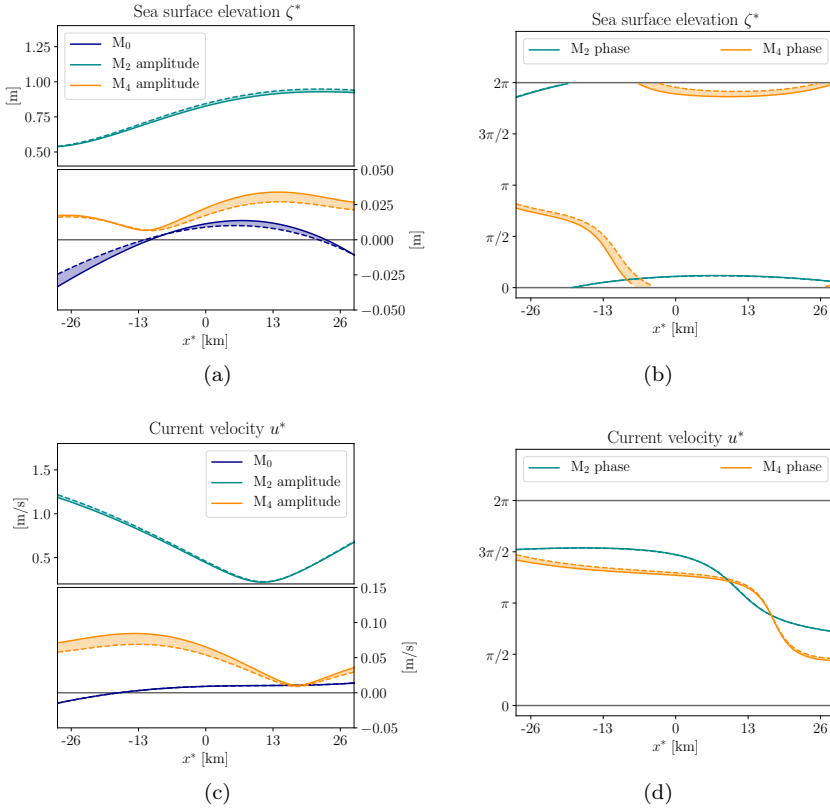 Sea surface elevation ζ*
M₀
M₂ amplitude
M₄ amplitude
[m]
1.25
1.00
0.75
0.50
0.050
0.025
0.000
−0.025
−0.050
[m]
-26 -13 0 13 26
x* [km]
(a)
Sea surface elevation ζ*
M₂ phase M₄ phase
2π
3π/2
π
π/2
0
-26 -13 0 13 26
x* [km]
(b)
Current velocity u*
M₀
M₂ amplitude
M₄ amplitude
[m/s]
1.5
1.0
0.5
0.15
0.10
0.05
0.00
−0.05
[m/s]
-26 -13 0 13 26
x* [km]
(c)
Current velocity u*
M₂ phase M₄ phase
2π
3π/2
π
π/2
0
-26 -13 0 13 26
x* [km]
(d)